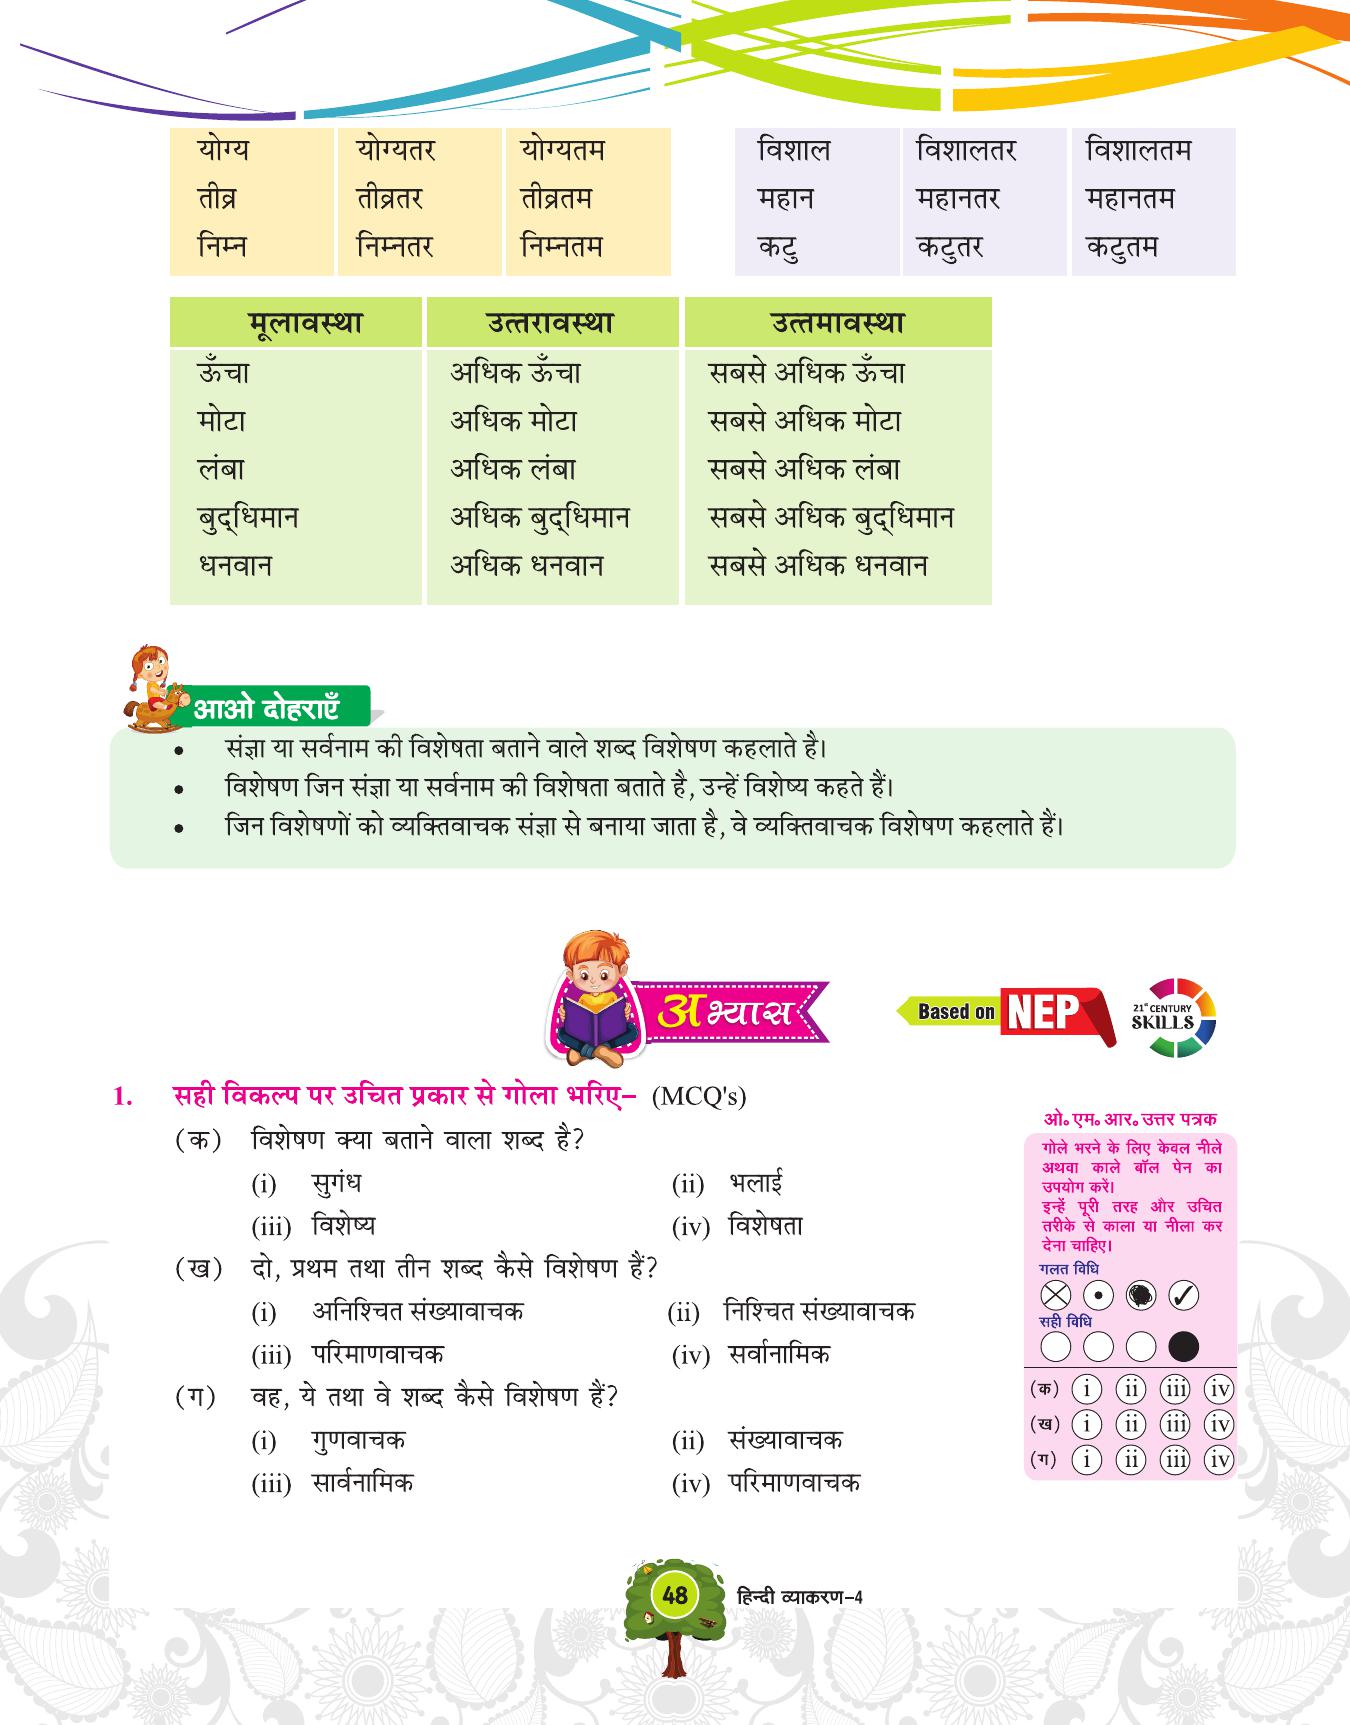 योग्य योग्यतर योग्यतम विशाल विशालतर विशालतम
तीव्र तीव्रतर तीव्रतम महान महानतर महानतम
निम्न निम्नतर निम्नतम कटु कटुतर कटुतम
मूलावस्था उत्तरावस्था उत्तमावस्था
ऊँचा अधिक ऊँचा सबसे अधिक ऊँचा
मोटा अधिक मोटा सबसे अधिक मोटा
लंबा अधिक लंबा सबसे अधिक लंबा
बुद्‌धिमान अधिक बुद्‌धिमान सबसे अधिक बुद्‌धिमान
धनवान अधिक धनवान सबसे अधिक धनवान
आओ दोहराएँ
• संज्ञा या सर्वनाम की विशेषता बताने वाले शब्द विशेषण कहलाते है।
• विशेषण जिन संज्ञा या सर्वनाम की विशेषता बताते है, उन्हें विशेष्य कहते हैं।
• जिन विशेषणों को व्यक्तिवाचक संज्ञा से बनाया जाता है, वे व्यक्तिवाचक विशेषण कहलाते हैं।
अभ्यास
Based on NEP
21st CENTURY
SKILLS
1. सही विकल्प पर उचित प्रकार से गोला भरिए– (MCQ's)
(क) विशेषण क्या बताने वाला शब्द है?
(i) सुगंध (ii) भलाई
(iii) विशेष्य (iv) विशेषता
(ख) दो, प्रथम तथा तीन शब्द कैसे विशेषण हैं?
(i) अनिश्चित संख्यावाचक (ii) निश्चित संख्यावाचक
(iii) परिमाणवाचक (iv) सर्वानामिक
(ग) वह, ये तथा वे शब्द कैसे विशेषण हैं?
(i) गुणवाचक (ii) संख्यावाचक
(iii) सार्वनामिक (iv) परिमाणवाचक
ओ॰ एम॰ आर॰ उत्तर पत्रक
गोले भरने के लिए केवल नीले
अथवा काले बॉल पेन का
उपयोग करें।
इन्हें पूरी तरह और उचित
तरीके से काला या नीला कर
देना चाहिए।
गलत विधि
सही विधि
(क) i ii iii iv
(ख) i ii iii iv
(ग) i ii iii iv
48 हिन्दी व्याकरण–4